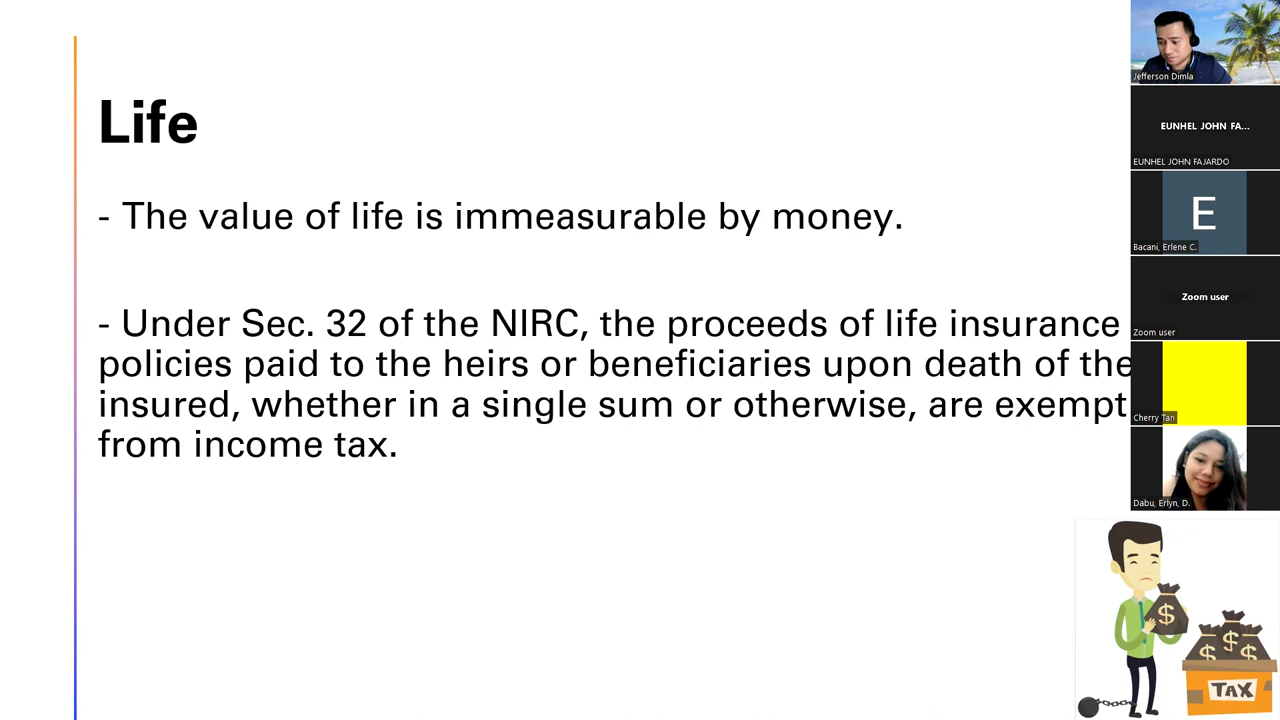 Life
- The value of life is immeasurable by money.
- Under Sec. 32 of the NIRC, the proceeds of life insurance
policies paid to the heirs or beneficiaries upon death of the
insured, whether in a single sum or otherwise, are exempt
from income tax.
Jefferson Dimla
EUNHEL JOHN FA...
EUNHEL JOHN FAJARDO
E
Bacani, Erlene C.
Zoom user
Zoom user
Cherry Tan
Dabu, Erlyn, D.
$
$ $ $
TAX